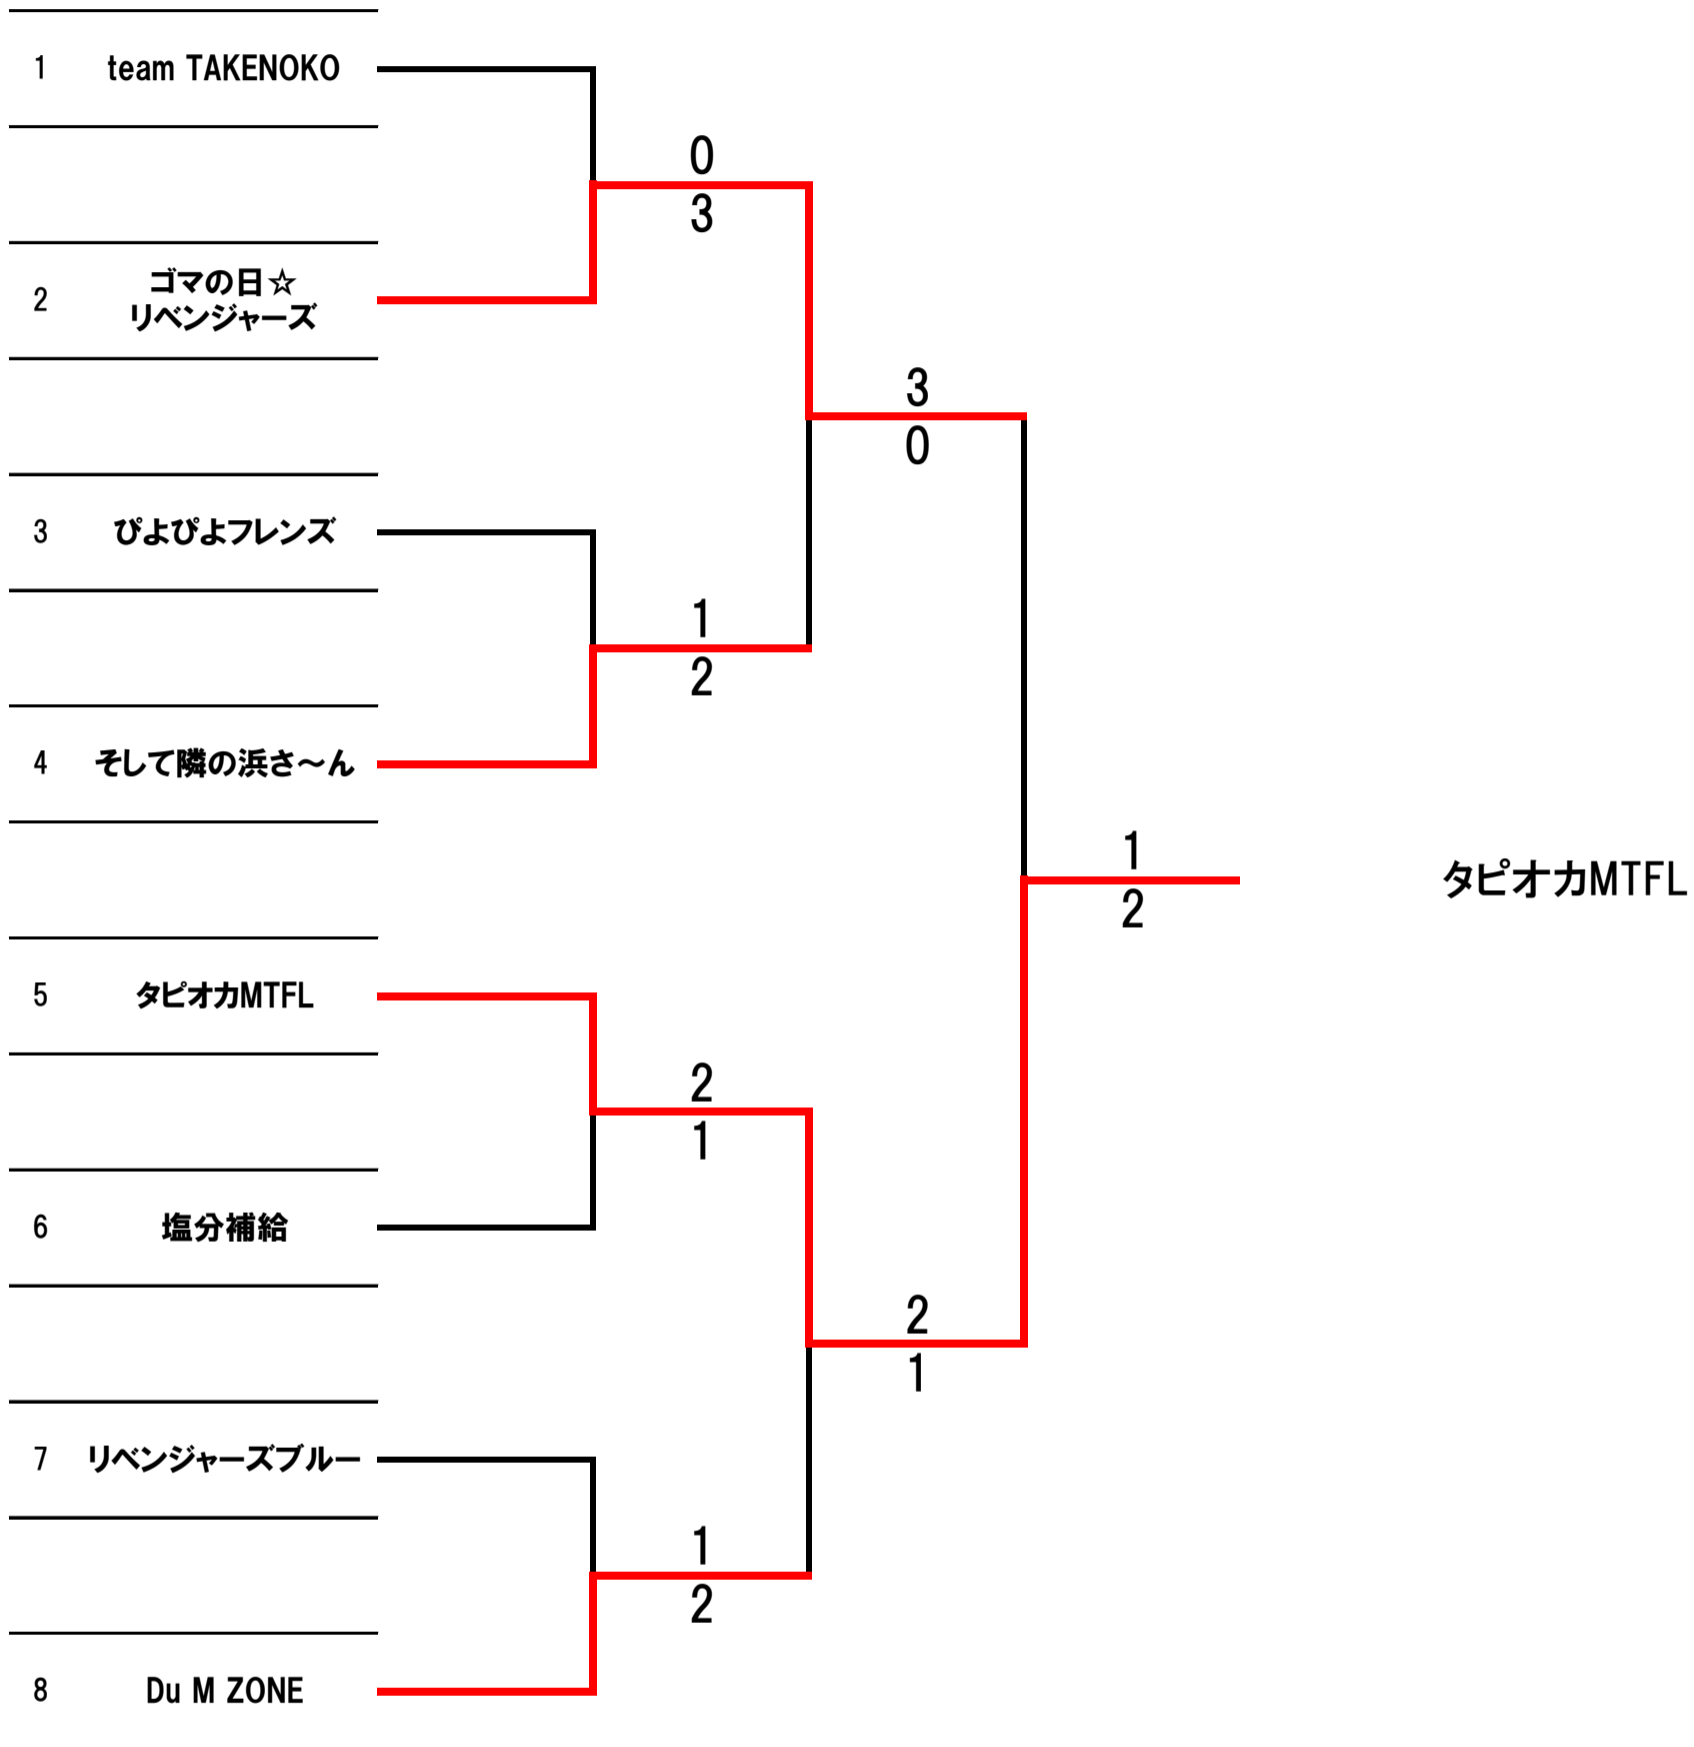 1 team TAKENOKO
0
3
2 ゴマの日☆
リベンジャーズ
3
0
3 ぴよぴよフレンズ
1
2
4 そして隣の浜さ～ん
1
2
タピオカMTFL
5 タピオカMTFL
2
1
6 塩分補給
2
1
7 リベンジャーズブルー
1
2
8 Du M ZONE